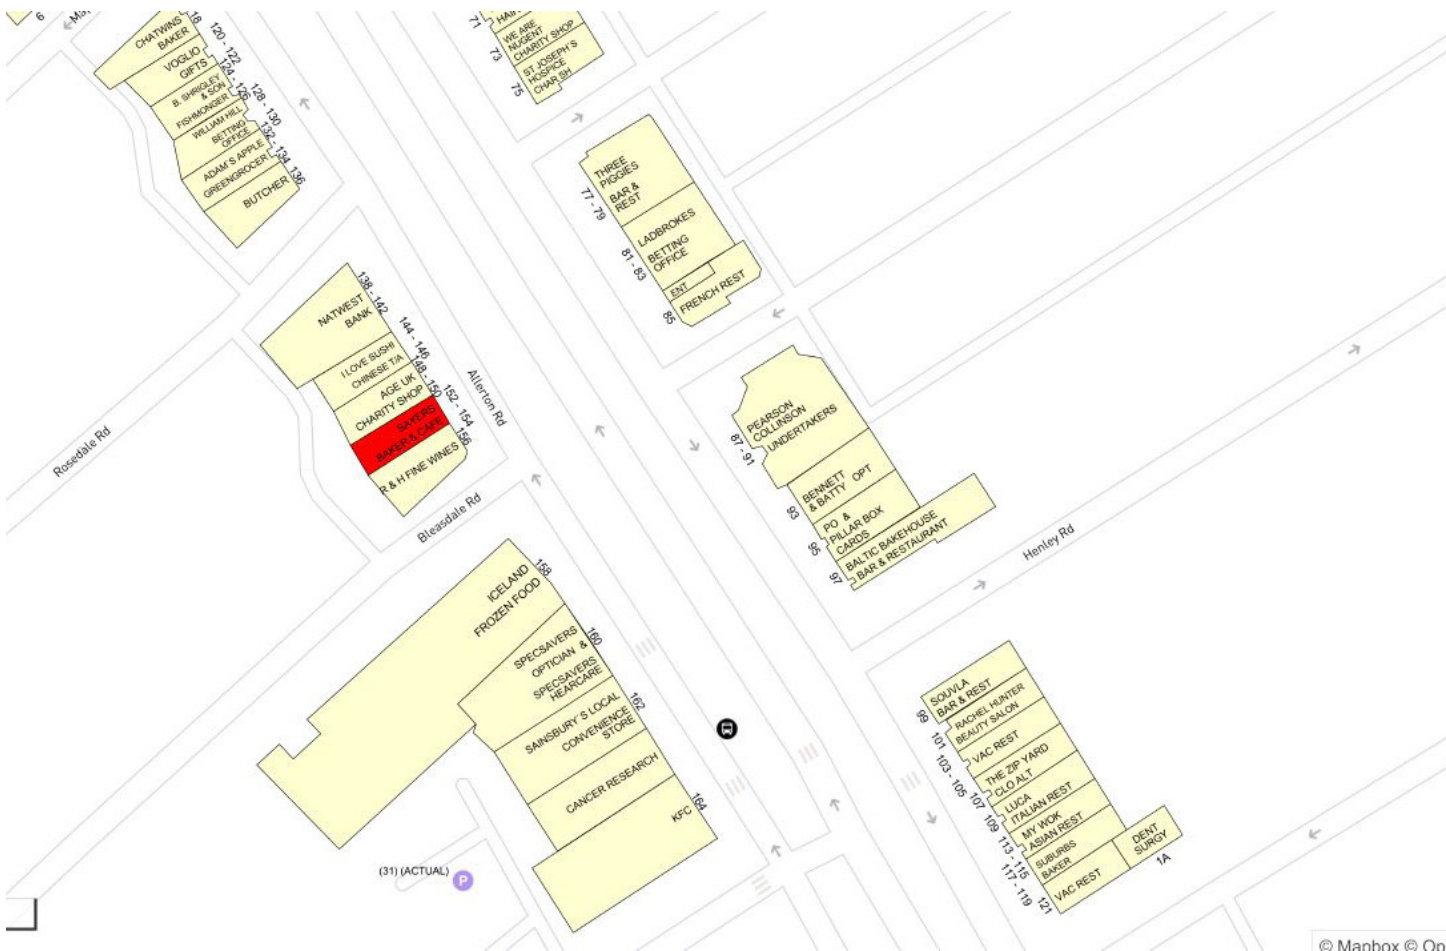 6
Ma
18
CHATWINS
BAKER
120 - 122
VOGLIO
GIFTS
124 - 126
B. SHRIGLEY
& SON
FISHMONGER
128 - 130
WILLIAM HILL
BETTING
OFFICE
132 - 134
ADAM'S APPLE
GREENGROCER
136
BUTCHER
71
HAIR
WE ARE
NUGENT
CHARITY SHOP
73
ST JOSEPH'S
HOSPICE
CHAR SH
75
THREE
PIGGIES
BAR &
REST
77 - 79
LADBROKES
BETTING
OFFICE
81 - 83
ENT
FRENCH REST
85
138 - 142
NATWEST
BANK
144 - 146
I LOVE SUSHI
CHINESE T/A
148 - 150
AGE UK
CHARITY SHOP
152 - 154
SAYERS
BAKER & CAFE
156
R & H FINE WINES
Allerton Rd
Rosedale Rd
Bleasdale Rd
PEARSON
COLLINSON
UNDERTAKERS
87 - 91
BENNETT
& BATTY OPT
93
PO &
PILLAR BOX
CARDS
95
BALTIC BAKEHOUSE
BAR & RESTAURANT
97
Henley Rd
158
ICELAND
FROZEN FOOD
160
SPECSAVERS
OPTICIAN &
SPECSAVERS
HEARCARE
162
SAINSBURY'S LOCAL
CONVENIENCE
STORE
CANCER RESEARCH
164
KFC
(31) (ACTUAL)
P
SOUVLA
BAR & REST
99
RACHEL HUNTER
BEAUTY SALON
101
VAC REST
103 - 105
THE ZIP YARD
CLO ALT
107
LUCA
ITALIAN REST
109
MY WOK
ASIAN REST
113 - 115
SUBURBS
BAKER
117 - 119
VAC REST
121
DENT
SURGY
1A
© Mapbox © Op